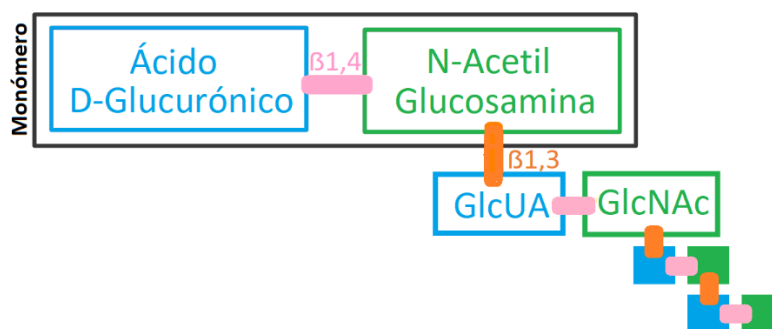 Monómero
Ácido
D-Glucurónico
ß1,4
N-Acetil
Glucosamina
ß1,3
GlcUA
GlcNAc